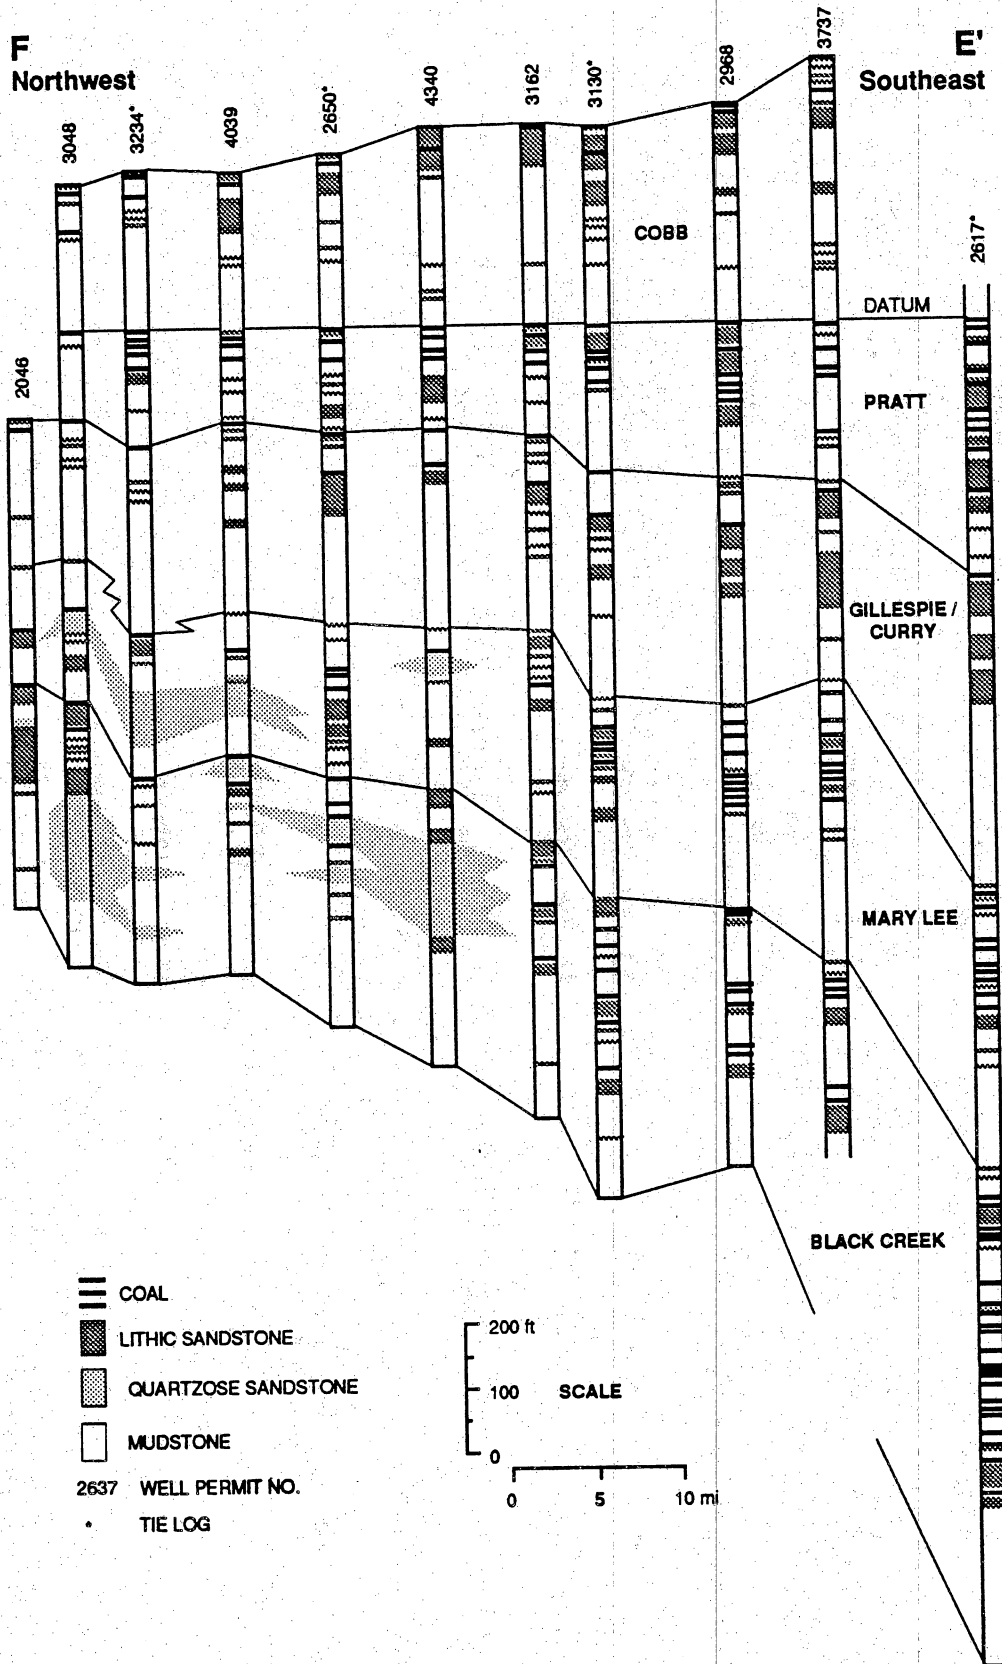 F
Northwest
E'
Southeast
2046
3048
3234*
4039
2650*
4340
3162
3130*
2968
3737
2617*
COBB
DATUM
PRATT
GILLESPIE /
CURRY
MARY LEE
BLACK CREEK
COAL
LITHIC SANDSTONE
QUARTZOSE SANDSTONE
MUDSTONE
2637 WELL PERMIT NO.
* TIE LOG
200 ft
100 SCALE
0
0 5 10 mi